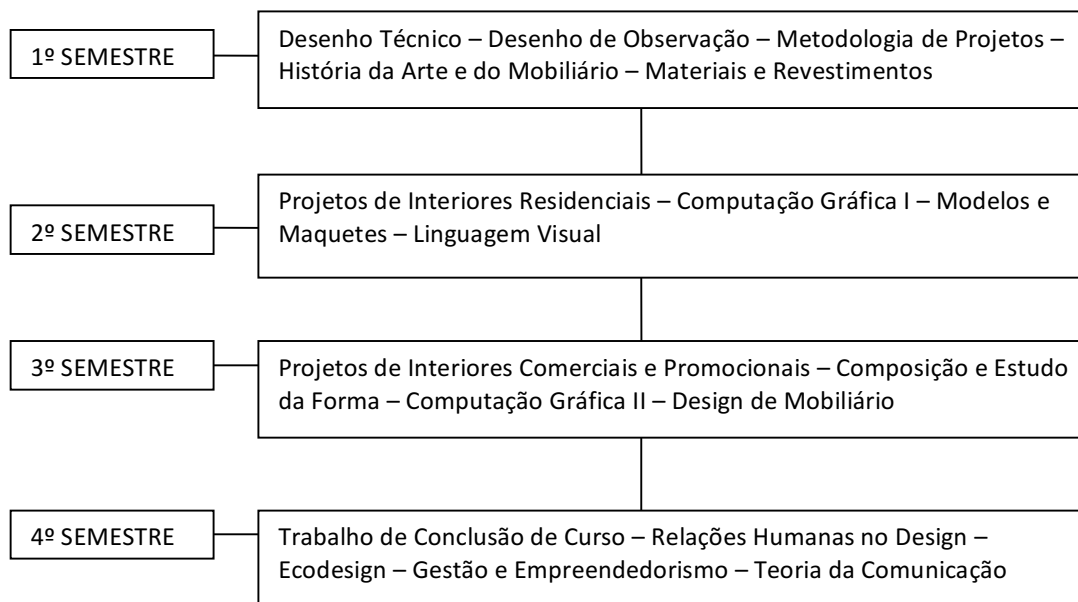 1º SEMESTRE
Desenho Técnico – Desenho de Observação – Metodologia de Projetos –
História da Arte e do Mobiliário – Materiais e Revestimentos
2º SEMESTRE
Projetos de Interiores Residenciais – Computação Gráfica I – Modelos e
Maquetes – Linguagem Visual
3º SEMESTRE
Projetos de Interiores Comerciais e Promocionais – Composição e Estudo
da Forma – Computação Gráfica II – Design de Mobiliário
4º SEMESTRE
Trabalho de Conclusão de Curso – Relações Humanas no Design –
Ecodesign – Gestão e Empreendedorismo – Teoria da Comunicação